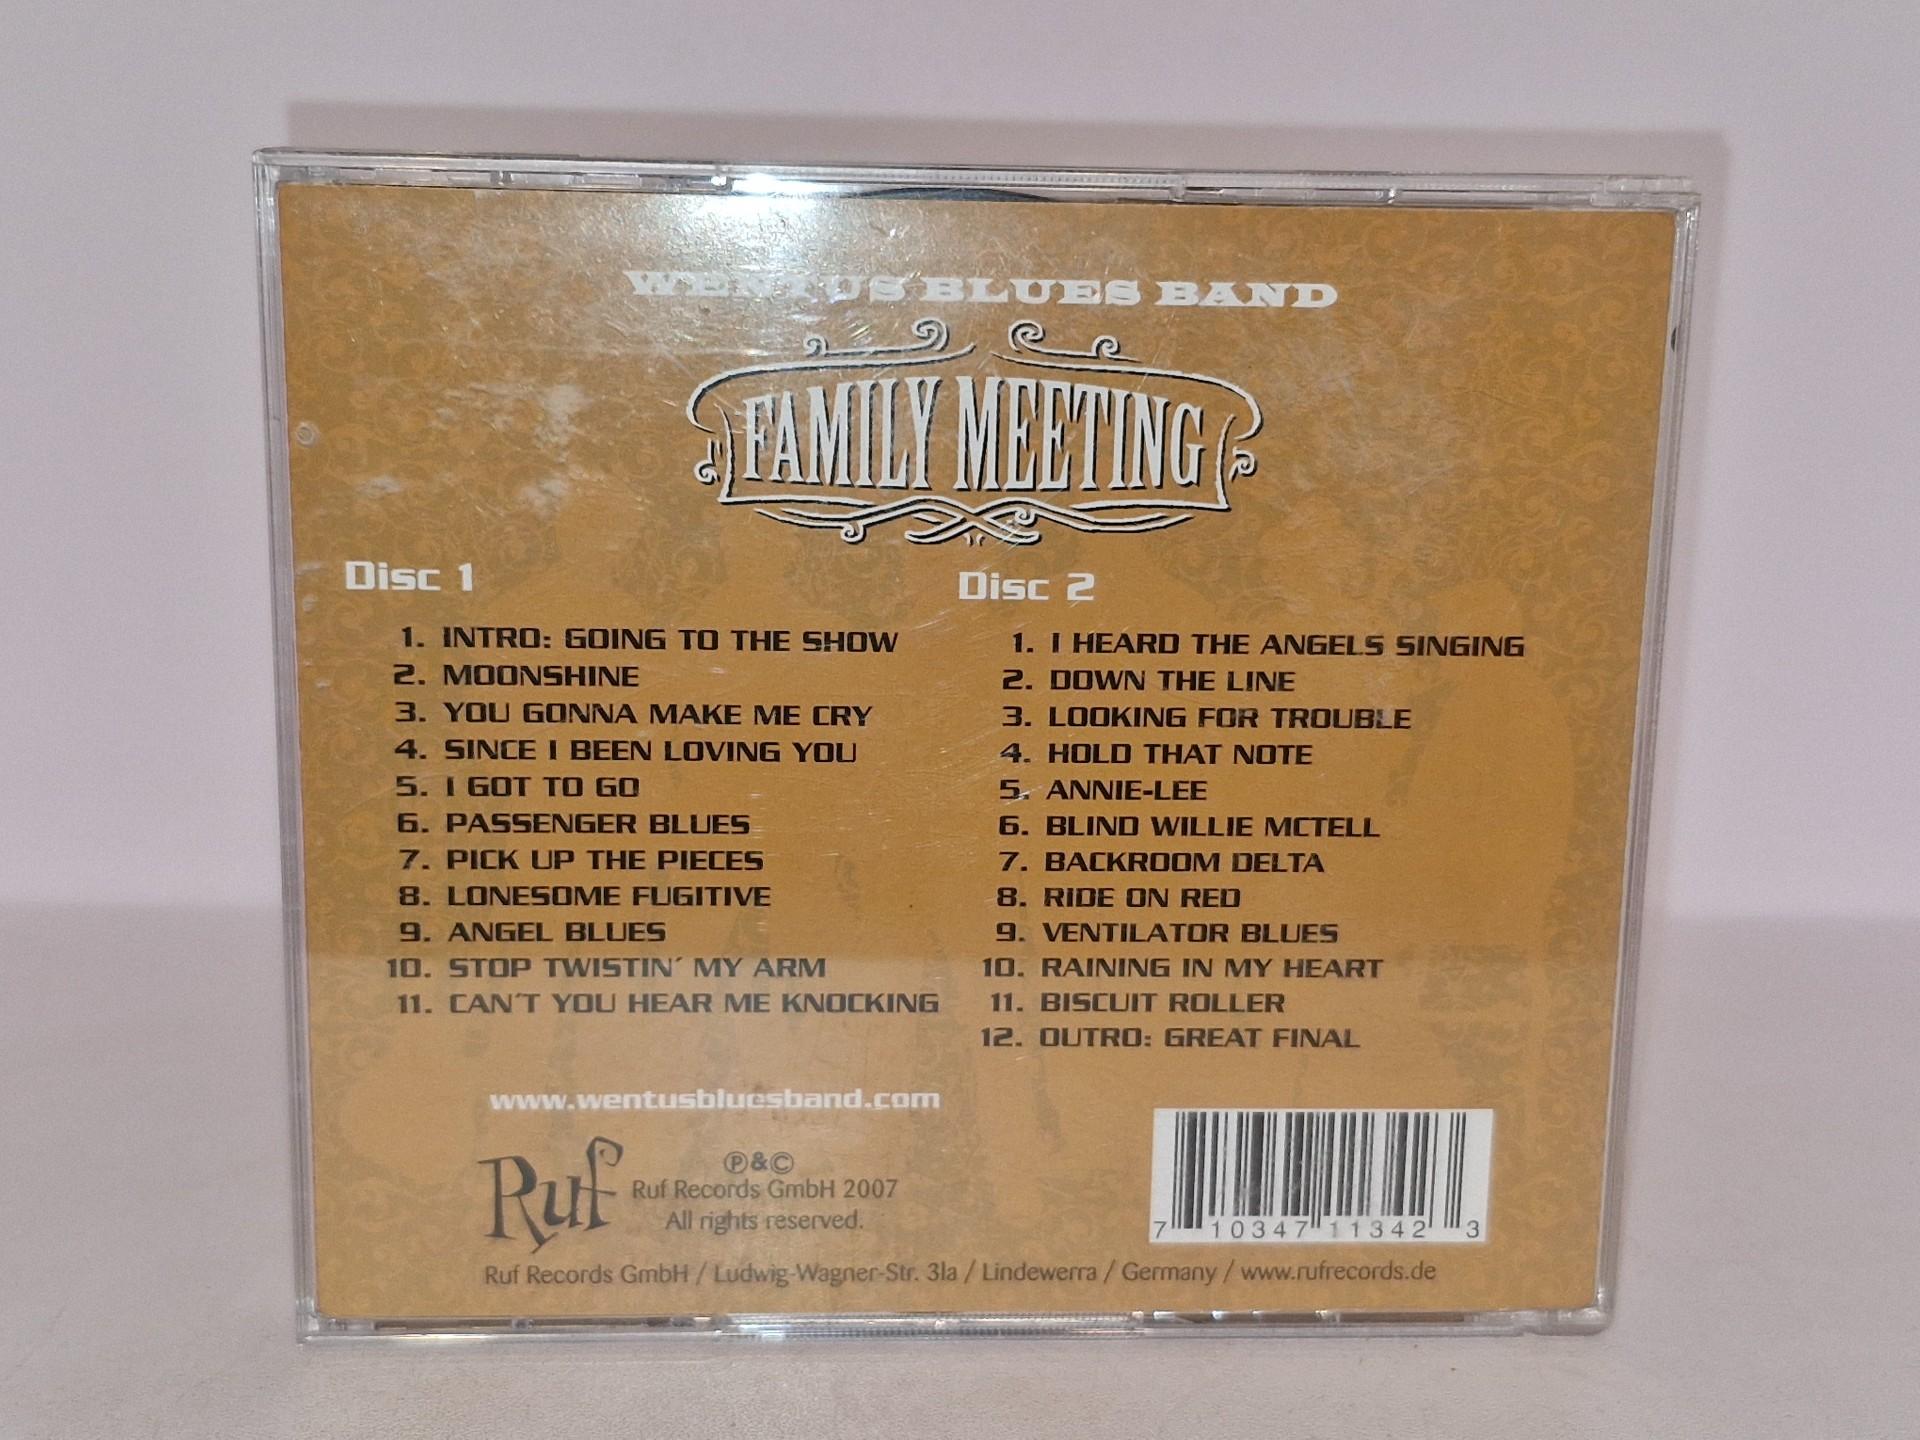 WENTUS BLUES BAND
FAMILY MEETING
Disc 1
1. INTRO: GOING TO THE SHOW
2. MOONSHINE
3. YOU GONNA MAKE ME CRY
4. SINCE I BEEN LOVING YOU
5. I GOT TO GO
6. PASSENGER BLUES
7. PICK UP THE PIECES
8. LONESOME FUGITIVE
9. ANGEL BLUES
10. STOP TWISTIN´ MY ARM
11. CAN´T YOU HEAR ME KNOCKING
Disc 2
1. I HEARD THE ANGELS SINGING
2. DOWN THE LINE
3. LOOKING FOR TROUBLE
4. HOLD THAT NOTE
5. ANNIE-LEE
6. BLIND WILLIE MCTELL
7. BACKROOM DELTA
8. RIDE ON RED
9. VENTILATOR BLUES
10. RAINING IN MY HEART
11. BISCUIT ROLLER
12. OUTRO: GREAT FINAL
www.wentusbluesband.com
Ruf
℗&©
Ruf Records GmbH 2007
All rights reserved.
7 10347 11342 3
Ruf Records GmbH / Ludwig-Wagner-Str. 31a / Lindewerra / Germany / www.rufrecords.de